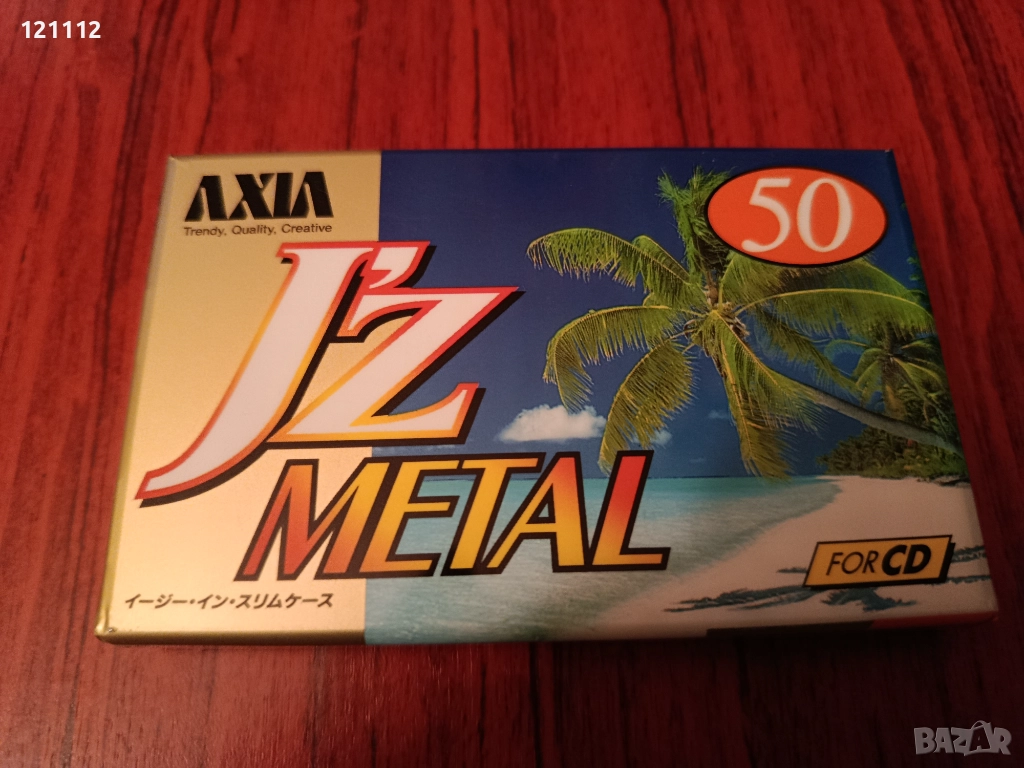 121112
AXIA
Trendy, Quality, Creative
50
J'z
METAL
FOR CD
イージー・イン・スリムケース
BAZAR